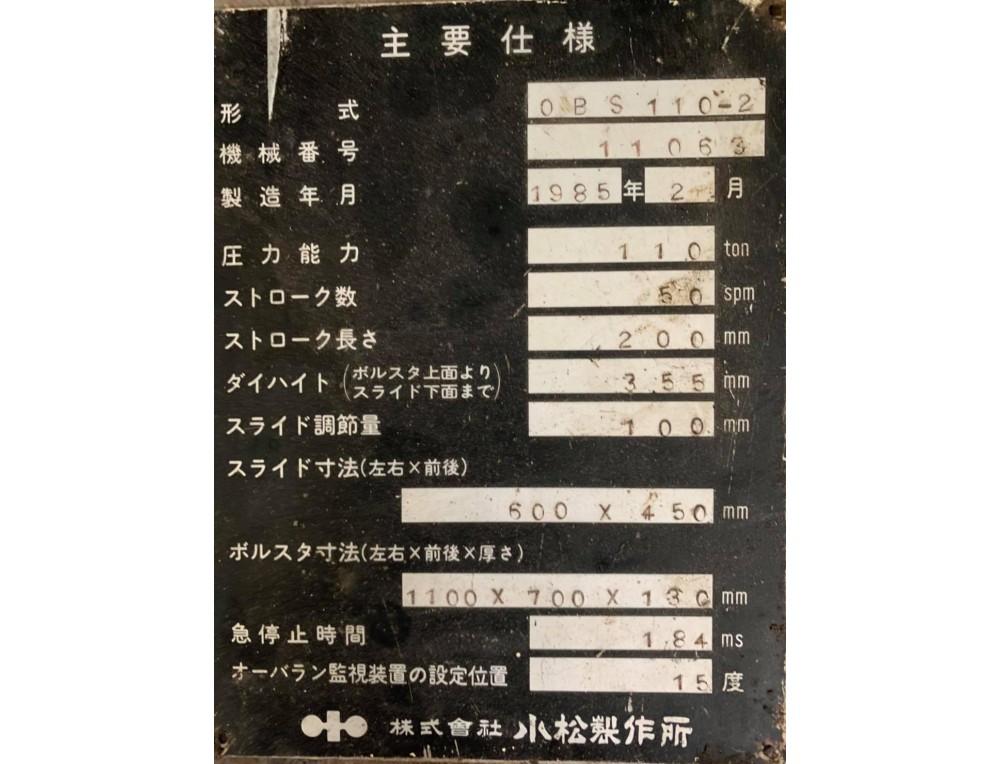 主要仕様
形式 OBS110-2
機械番号 11063
製造年月 1985年2月
圧力能力 110 ton
ストローク数 50 spm
ストローク長さ 200 mm
ダイハイト(ボルスタ上面より
スライド下面まで) 355 mm
スライド調節量 100 mm
スライド寸法(左右×前後)
600 X 450 mm
ボルスタ寸法(左右×前後×厚さ)
1100 X 700 X 130 mm
急停止時間 184 ms
オーバラン監視装置の設定位置 15 度
株式會社 小松製作所